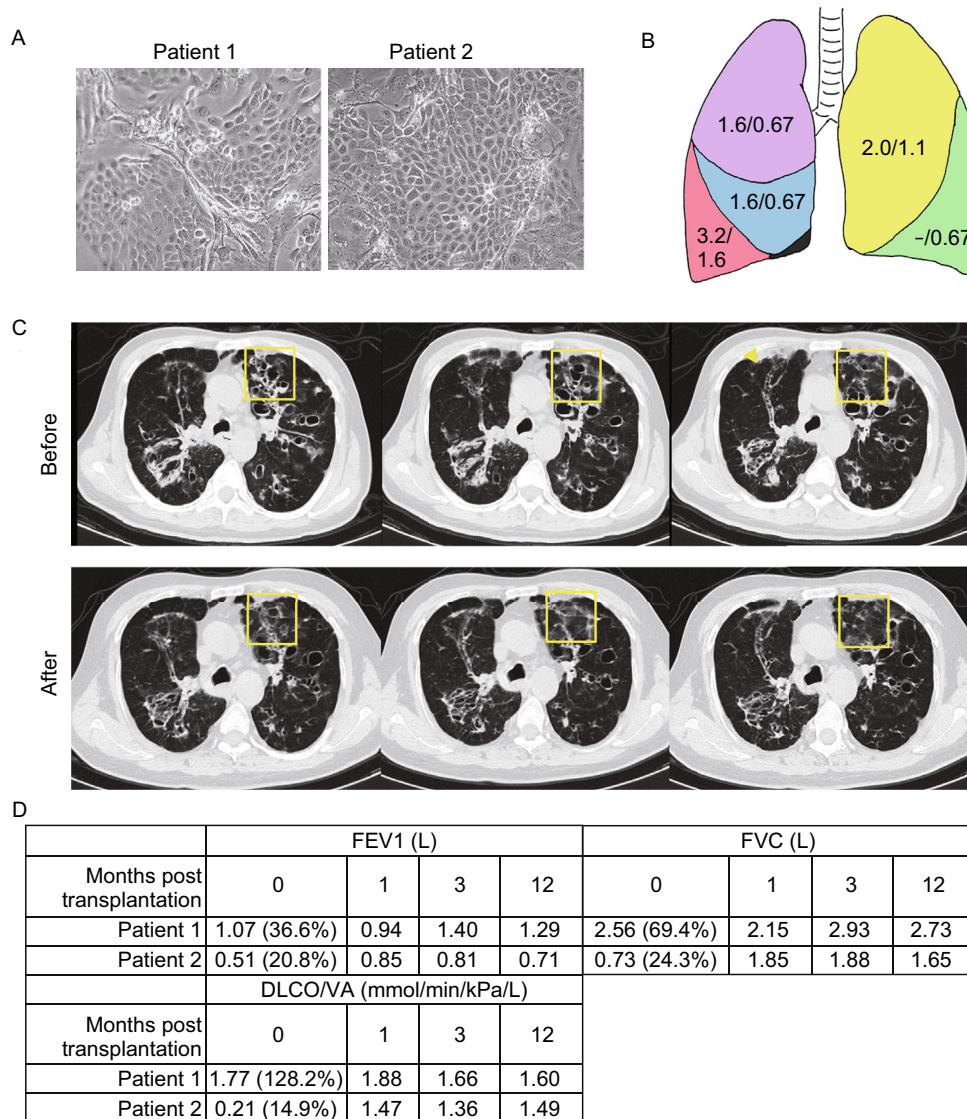 A
Patient 1
Patient 2
B
1.6/0.67
2.0/1.1
1.6/0.67
3.2/
1.6
–/0.67
C
Before
After
D
FEV1 (L) FVC (L)
Months post transplantation 0 1 3 12 0 1 3 12
Patient 1 1.07 (36.6%) 0.94 1.40 1.29 2.56 (69.4%) 2.15 2.93 2.73
Patient 2 0.51 (20.8%) 0.85 0.81 0.71 0.73 (24.3%) 1.85 1.88 1.65
DLCO/VA (mmol/min/kPa/L)
Months post transplantation 0 1 3 12
Patient 1 1.77 (128.2%) 1.88 1.66 1.60
Patient 2 0.21 (14.9%) 1.47 1.36 1.49